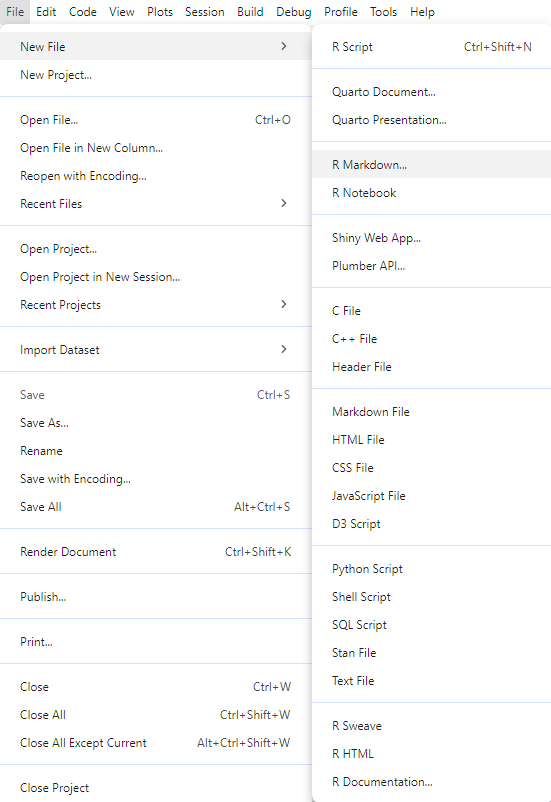 File Edit Code View Plots Session Build Debug Profile Tools Help
New File
New Project...
Open File... Ctrl+O
Open File in New Column...
Reopen with Encoding...
Recent Files
Open Project...
Open Project in New Session...
Recent Projects
Import Dataset
Save Ctrl+S
Save As...
Rename
Save with Encoding...
Save All Alt+Ctrl+S
Render Document Ctrl+Shift+K
Publish...
Print...
Close Ctrl+W
Close All Ctrl+Shift+W
Close All Except Current Alt+Ctrl+Shift+W
Close Project
R Script Ctrl+Shift+N
Quarto Document...
Quarto Presentation...
R Markdown...
R Notebook
Shiny Web App...
Plumber API...
C File
C++ File
Header File
Markdown File
HTML File
CSS File
JavaScript File
D3 Script
Python Script
Shell Script
SQL Script
Stan File
Text File
R Sweave
R HTML
R Documentation...